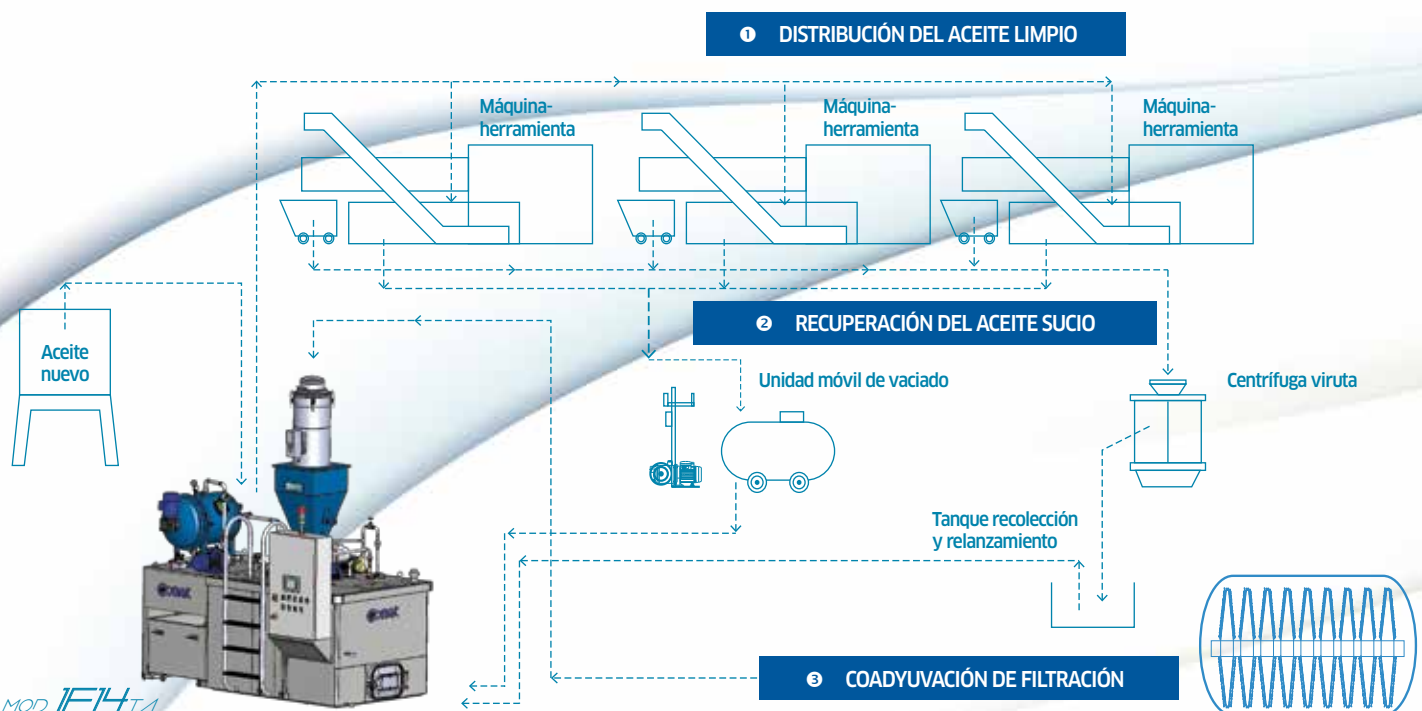 ❶ DISTRIBUCIÓN DEL ACEITE LIMPIO
Máquina-
herramienta
Máquina-
herramienta
Máquina-
herramienta
❷ RECUPERACIÓN DEL ACEITE SUCIO
Aceite
nuevo
Unidad móvil de vaciado
Centrífuga viruta
Tanque recolección
y relanzamiento
❸ COADYUVACIÓN DE FILTRACIÓN
MOD 1F14TA